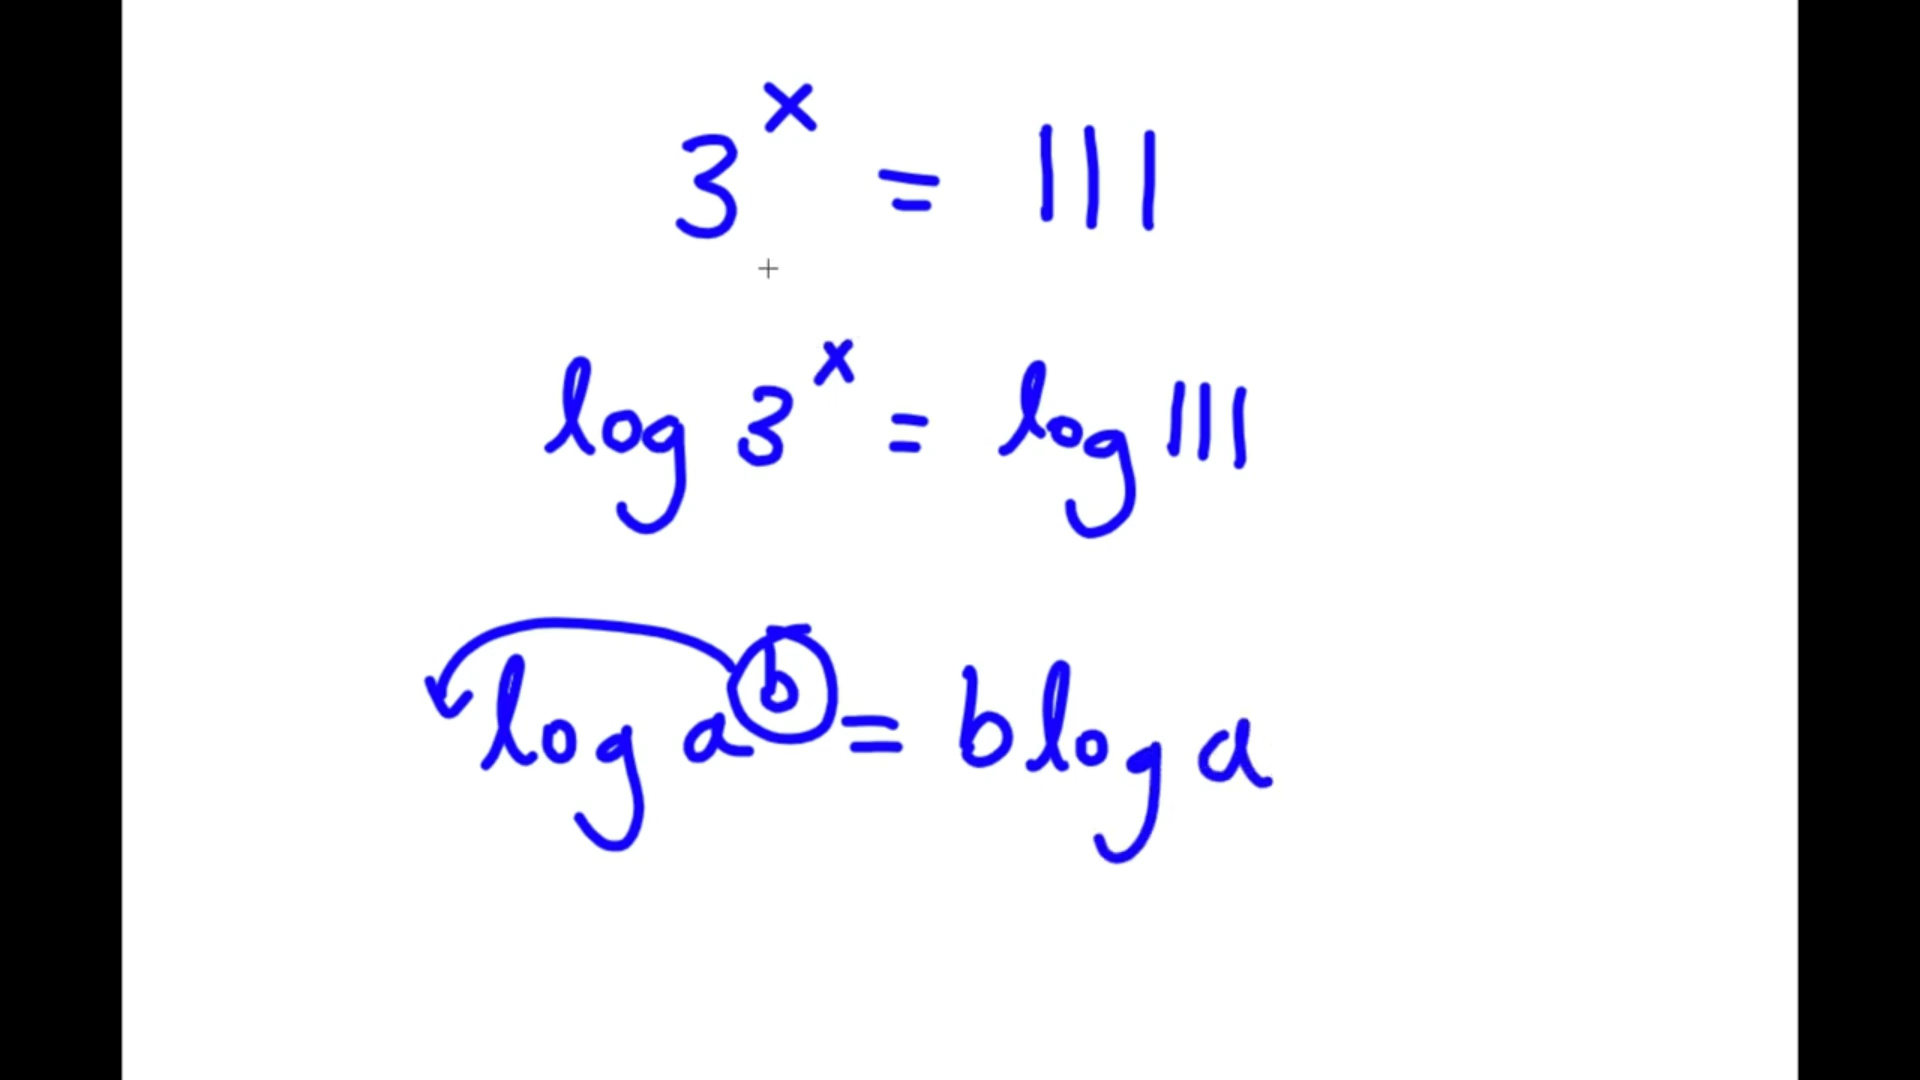 3^x = 111
log 3^x = log 111
log a^b = b log a